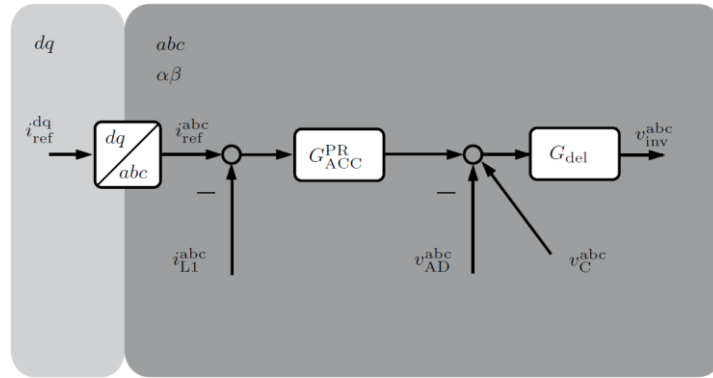 dq
abc
αβ
i_ref^dq
dq
abc
i_ref^abc
G_ACC^PR
G_del
v_inv^abc
−
−
i_L1^abc
v_AD^abc
v_C^abc